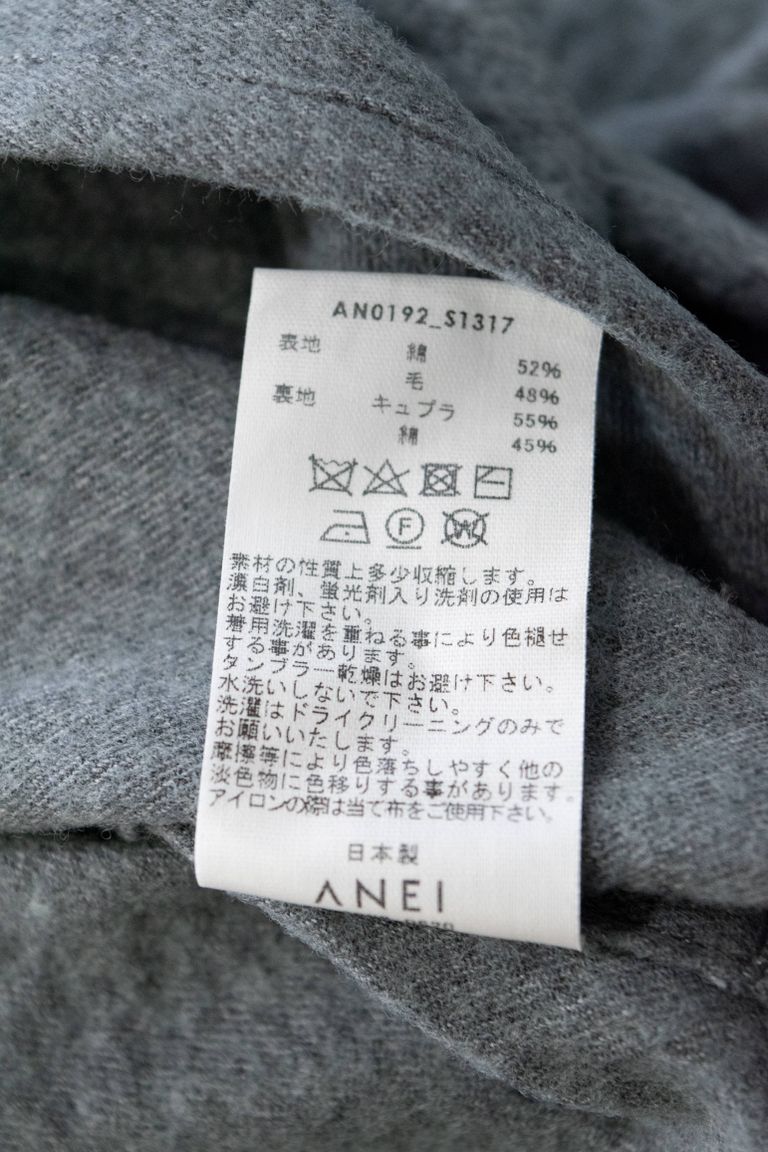 AN0192_S1317
表地 綿 52%
毛 48%
裏地 キュプラ 55%
綿 45%
F
W
素材の性質上多少収縮します。
漂白剤、蛍光剤入り洗剤の使用は
お避け下さい。
着用洗濯を重ねる事により色褪せ
する事があります。
タンブラー乾燥はお避け下さい。
水洗いしないで下さい。
洗濯はドライクリーニングのみで
お願いいたします。
摩擦等により色落ちしやすく他の
淡色物に色移りする事があります。
アイロンの際は当て布をご使用下さい。
日本製
ANEI